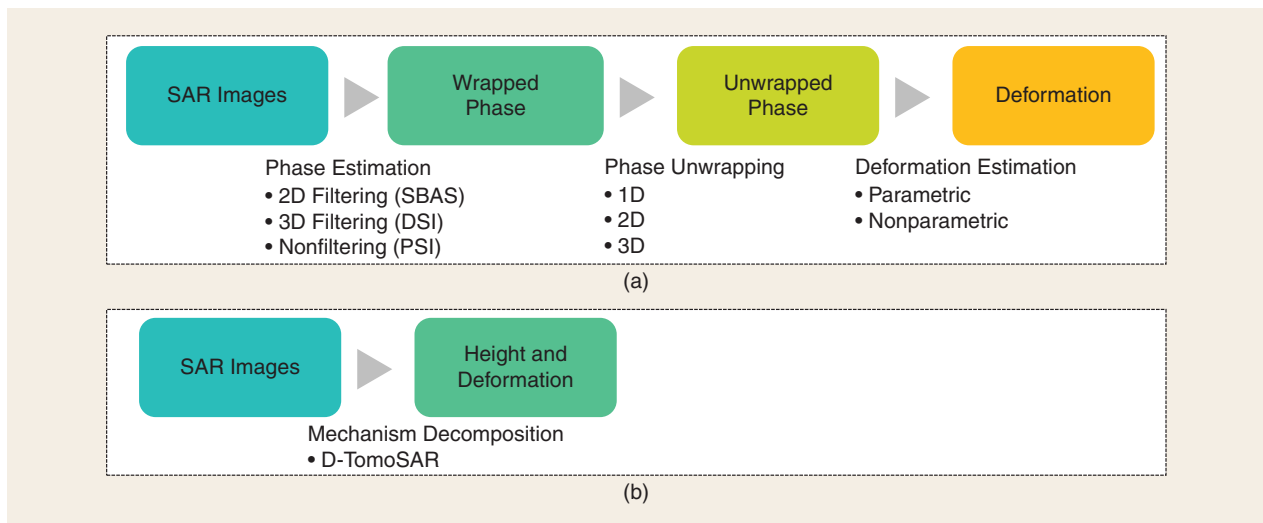 SAR Images
Wrapped
Phase
Unwrapped
Phase
Deformation
Phase Estimation
• 2D Filtering (SBAS)
• 3D Filtering (DSI)
• Nonfiltering (PSI)
Phase Unwrapping
• 1D
• 2D
• 3D
Deformation Estimation
• Parametric
• Nonparametric
(a)
SAR Images
Height and
Deformation
Mechanism Decomposition
• D-TomoSAR
(b)